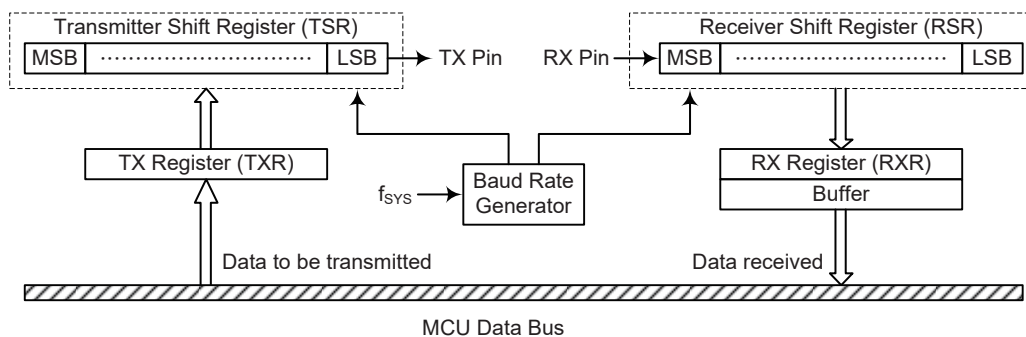 Transmitter Shift Register (TSR)
MSB
LSB
TX Pin
RX Pin
Receiver Shift Register (RSR)
MSB
LSB
TX Register (TXR)
fSYS
Baud Rate
Generator
RX Register (RXR)
Buffer
Data to be transmitted
Data received
MCU Data Bus